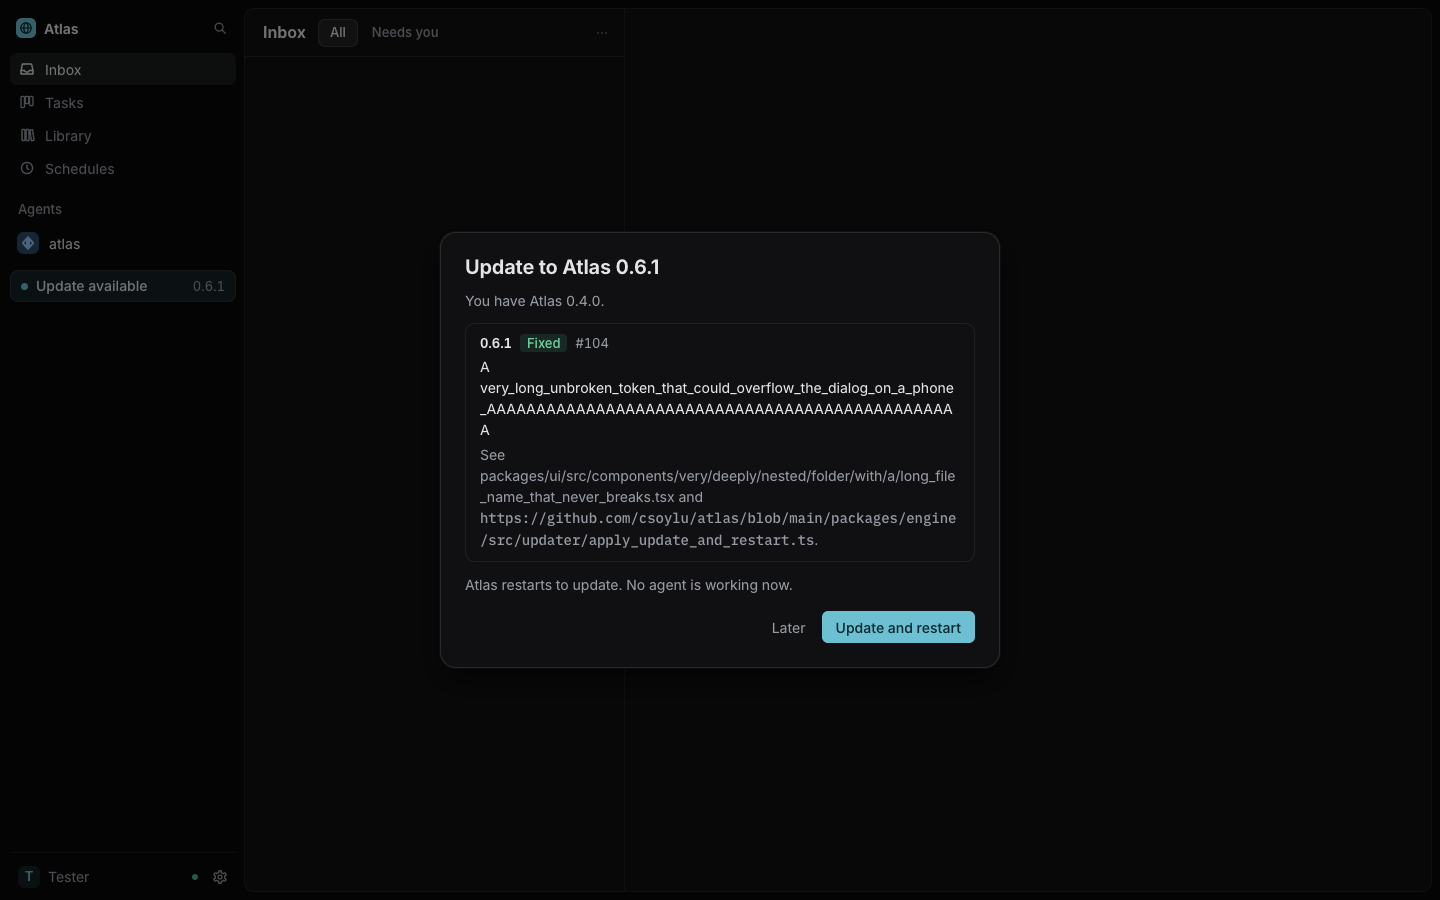 Atlas
Inbox
Tasks
Library
Schedules
Agents
atlas
Update available 0.6.1
Tester
T
Inbox All Needs you ...
Update to Atlas 0.6.1
You have Atlas 0.4.0.
0.6.1 Fixed #104
A
very_long_unbroken_token_that_could_overflow_the_dialog_on_a_phone
_AAAAAAAAAAAAAAAAAAAAAAAAAAAAAAAAAAAAAAAAAAAAAAA
A
See
packages/ui/src/components/very/deeply/nested/folder/with/a/long_file
_name_that_never_breaks.tsx and
https://github.com/csoylu/atlas/blob/main/packages/engine
/src/updater/apply_update_and_restart.ts.
Atlas restarts to update. No agent is working now.
Later Update and restart